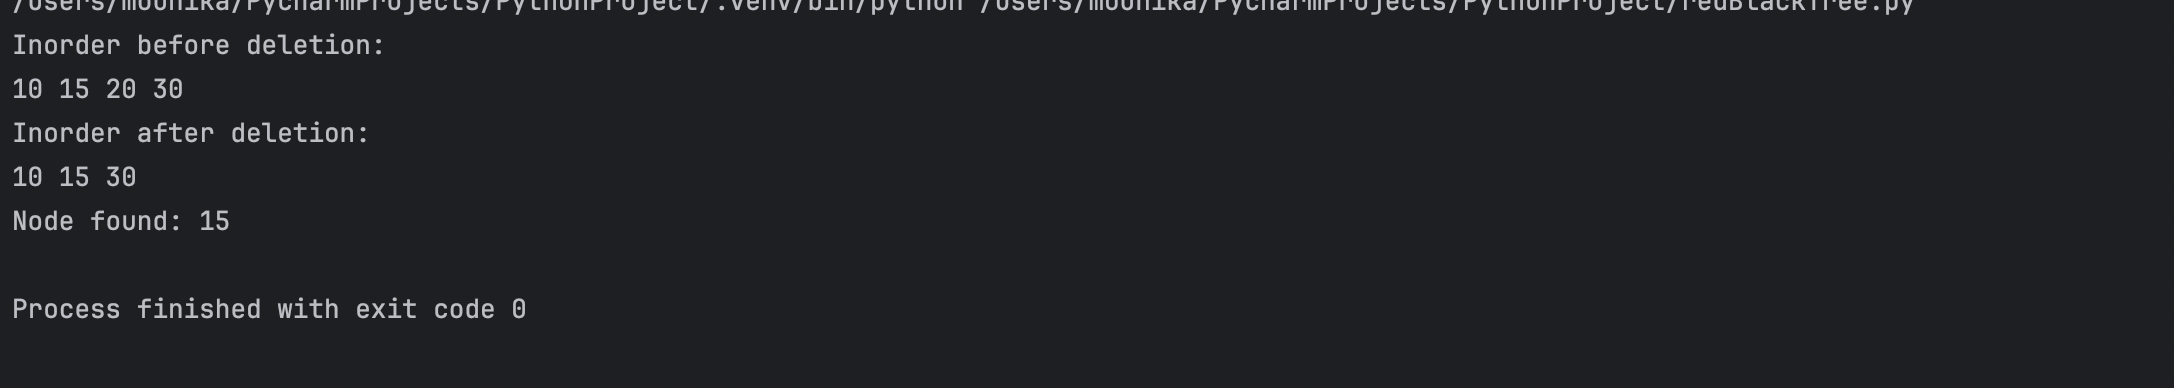 /Users/moonika/PycharmProjects/PythonProject/.venv/bin/python /Users/moonika/PycharmProjects/PythonProject/redBlackTree.py
Inorder before deletion:
10 15 20 30
Inorder after deletion:
10 15 30
Node found: 15
Process finished with exit code 0